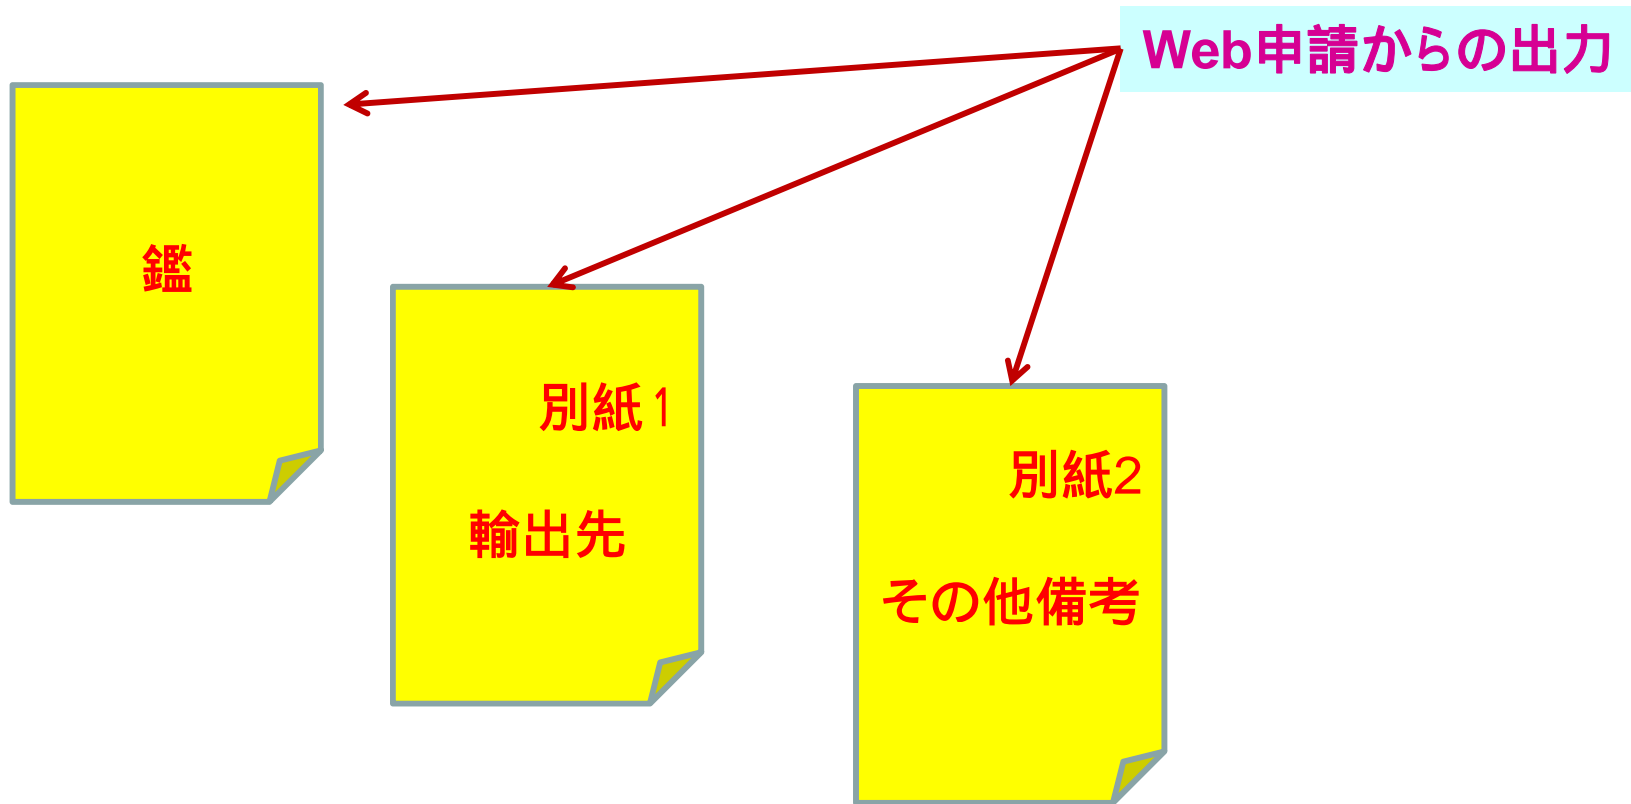 Web申請からの出力
鑑
別紙1
輸出先
別紙2
その他備考